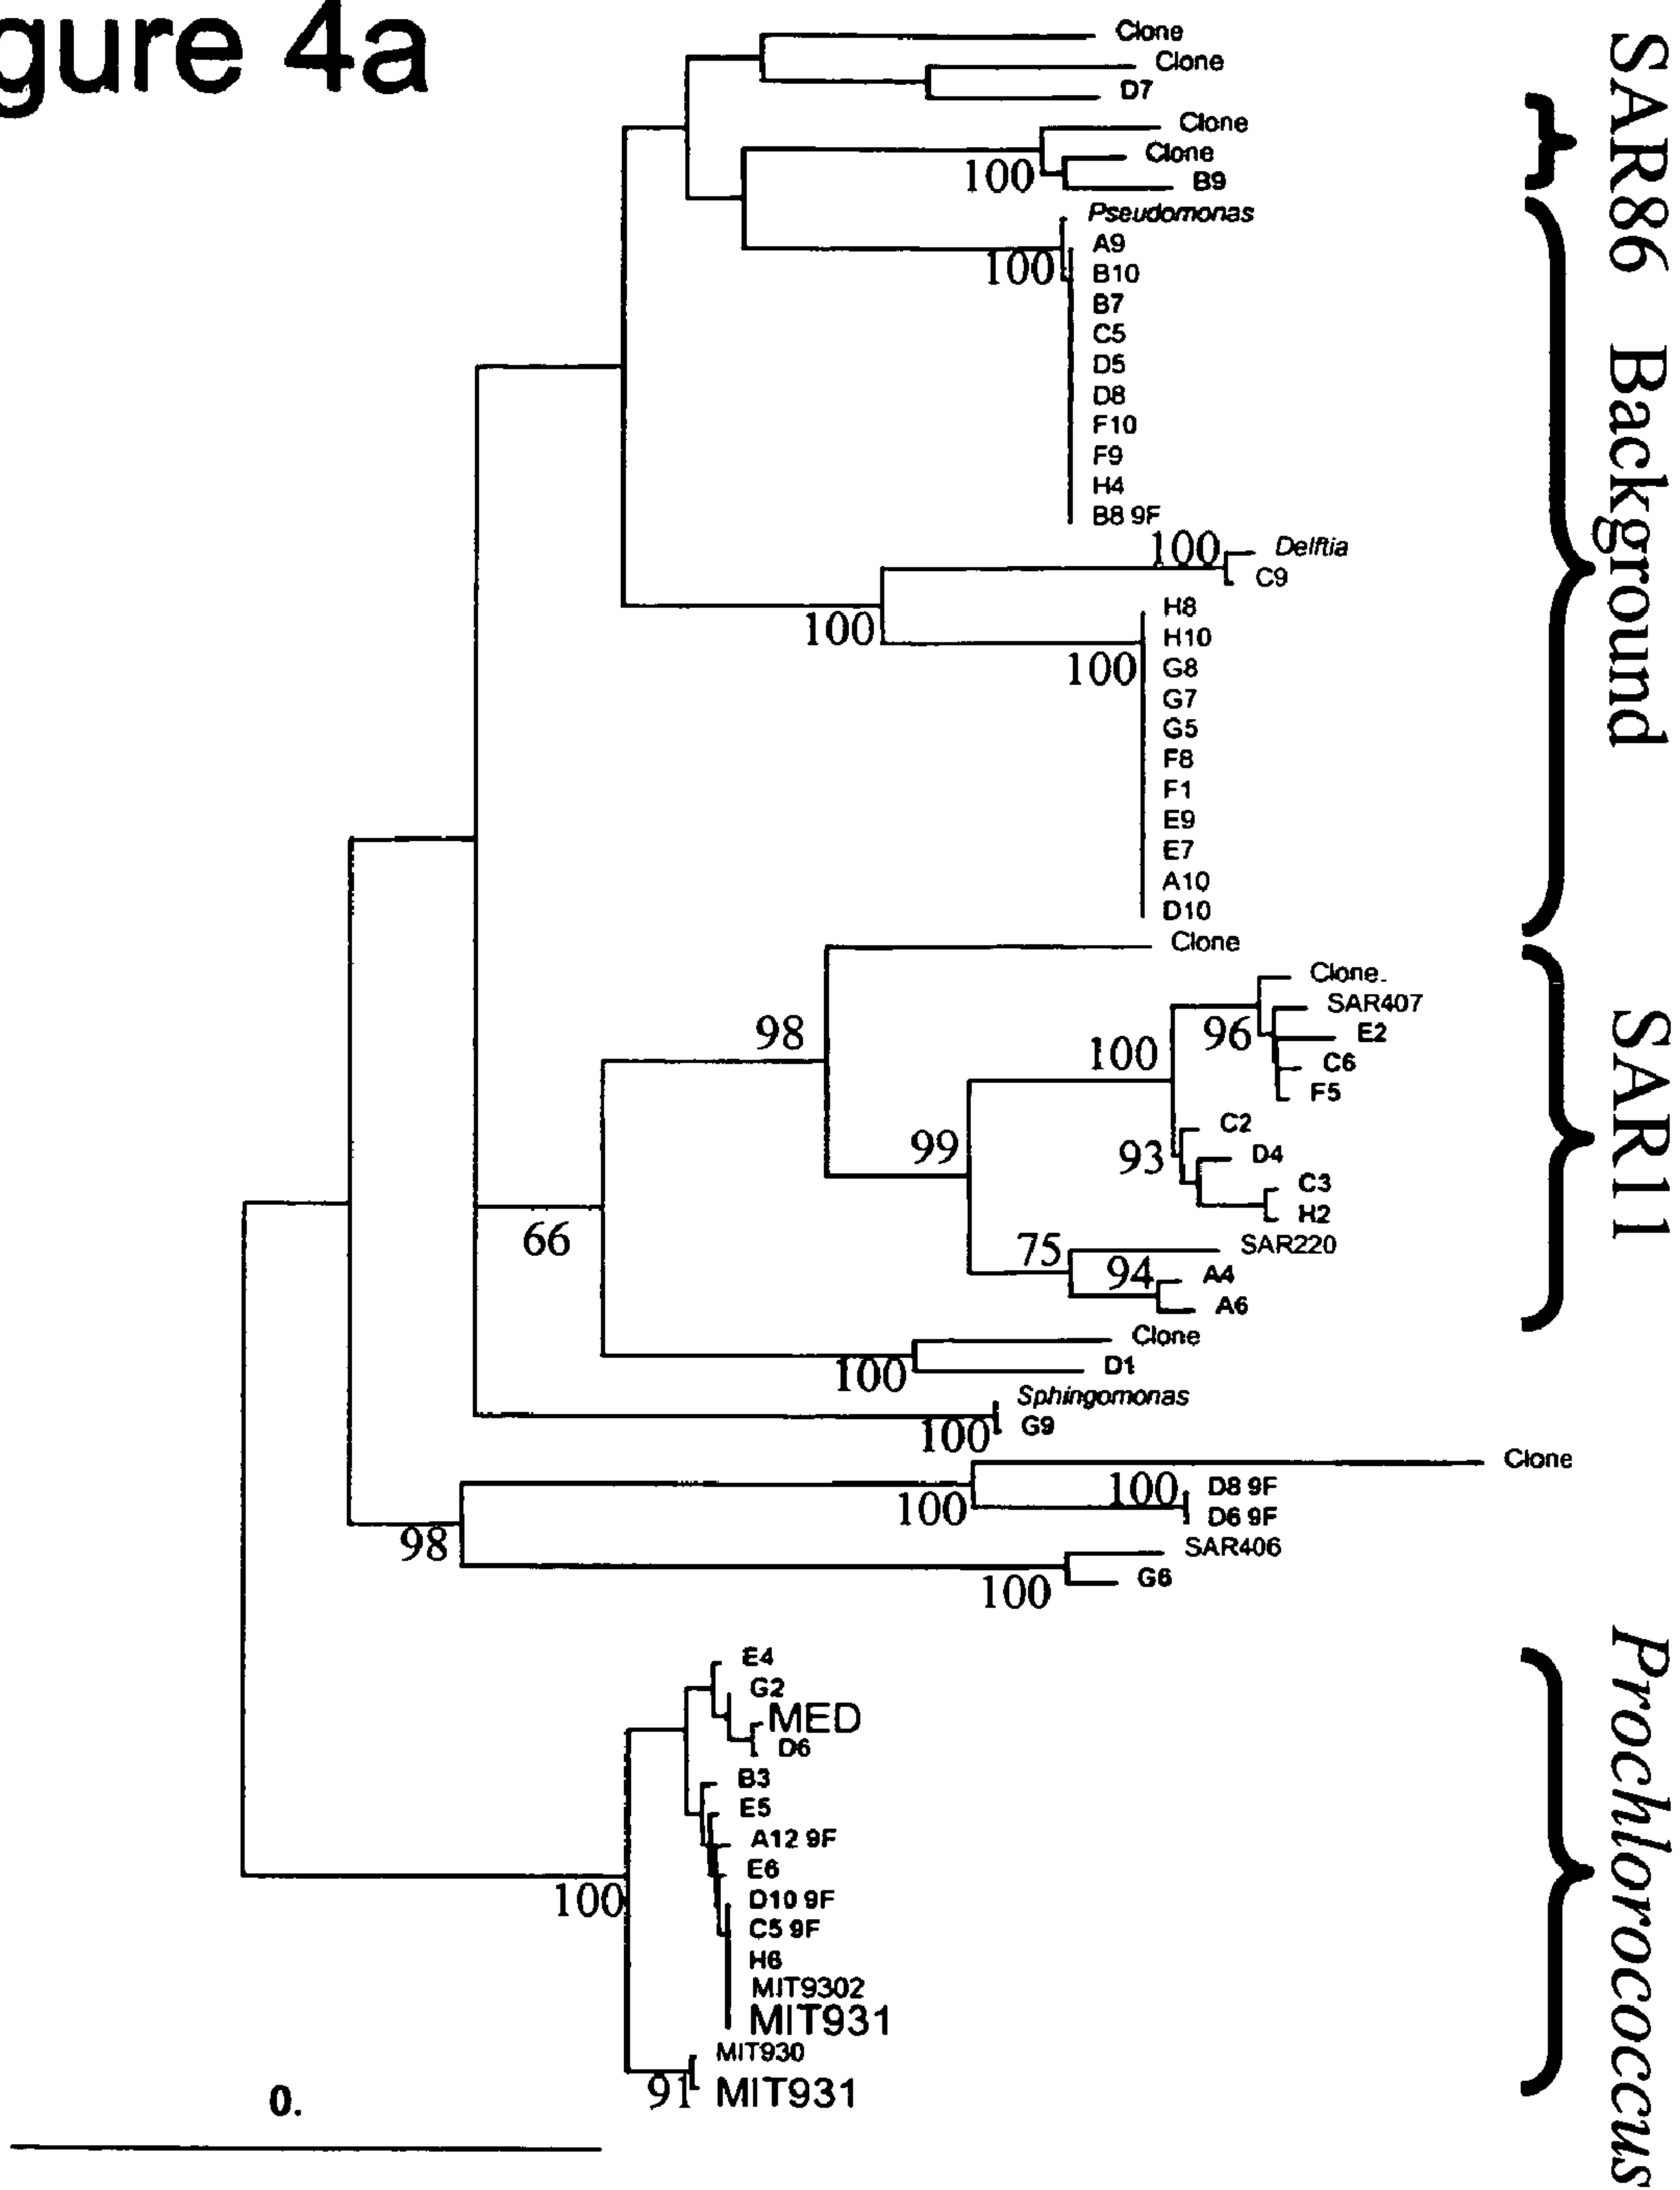 gure 4a
Clone
Clone
D7
Clone
Clone
100
B9
Pseudomonas
A9
100
B10
B7
C5
D5
D8
F10
F9
H4
B8 9F
100
Delftia
C9
H8
100
H10
100
G8
G7
G5
F8
F1
E9
E7
A10
D10
Clone
Clone.
SAR407
98
96
E2
100
C6
F5
C2
99
93
D4
C3
H2
66
75
SAR220
94
A4
A6
Clone
100
D1
Sphingomonas
100
G9
Clone
100
D8 9F
100
D6 9F
98
SAR406
100
G6
E4
G2
MED
D6
B3
E5
A12 9F
E6
100
D10 9F
C5 9F
H6
MIT9302
MIT931
MIT930
91
MIT931
0.
SAR86
Background
SAR11
Prochlorococcus